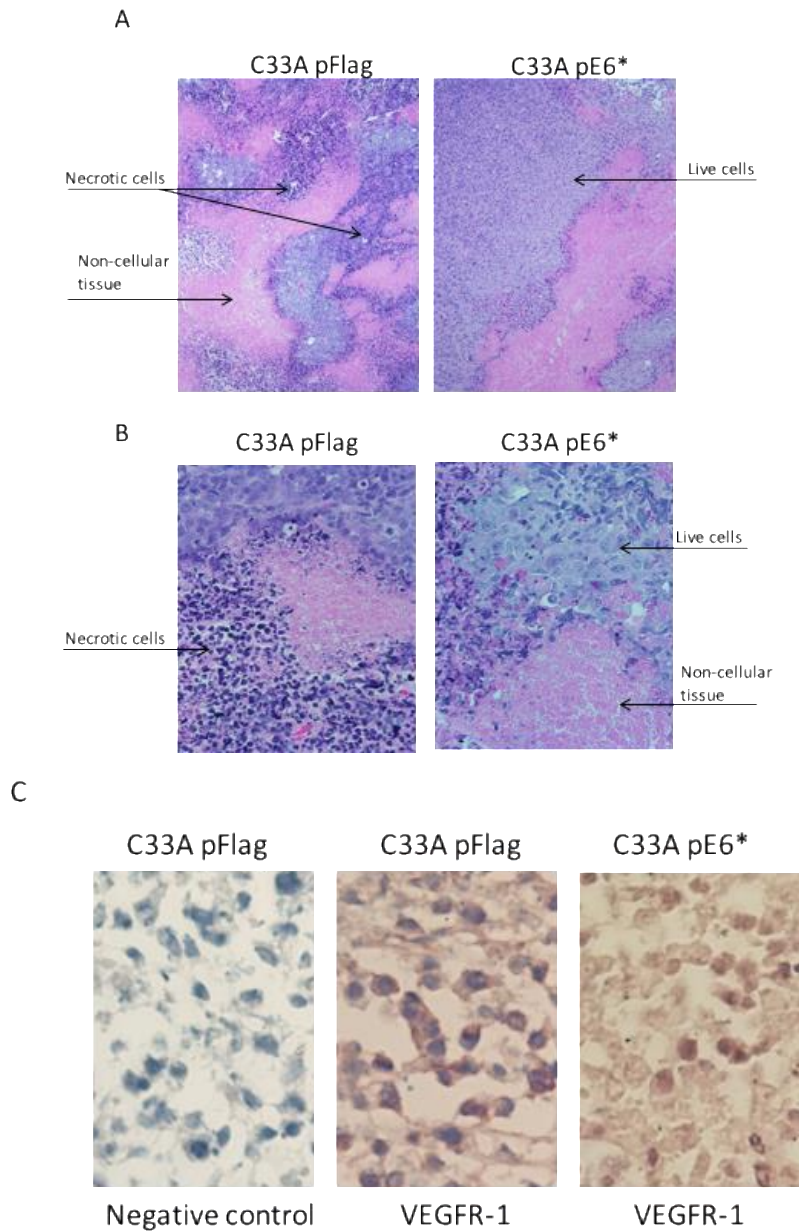 A
C33A pFlag
C33A pE6*
Necrotic cells
Live cells
Non-cellular
tissue
B
C33A pFlag
C33A pE6*
Live cells
Necrotic cells
Non-cellular
tissue
C
C33A pFlag
C33A pFlag
C33A pE6*
Negative control
VEGFR-1
VEGFR-1